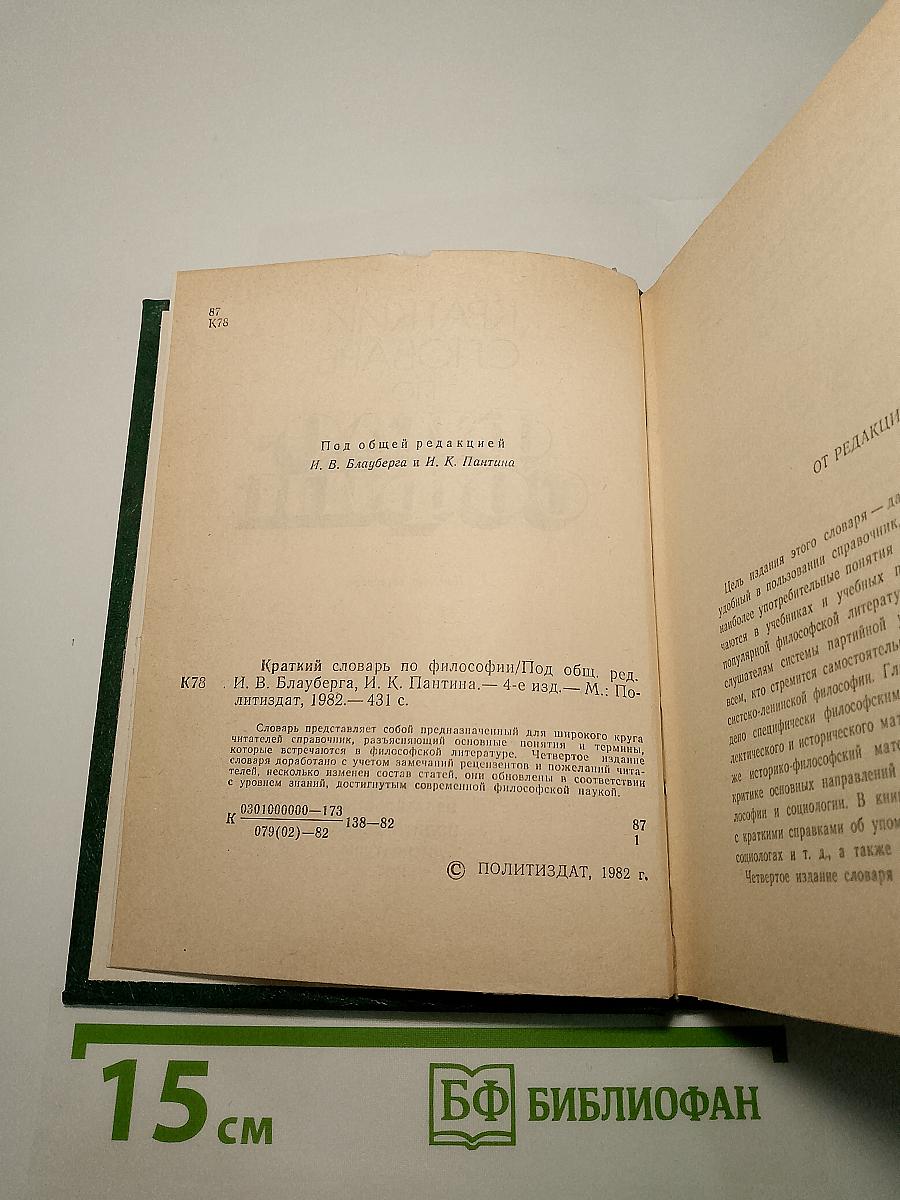 87
К78
Под общей редакцией
И. В. Блауберга и И. К. Пантина
Краткий словарь по философии/Под общ. ред.
К78 И. В. Блауберга, И. К. Пантина.— 4-е изд.— М.: По-
литиздат, 1982.— 431 с.
Словарь представляет собой предназначенный для широкого круга
читателей справочник, разъясняющий основные понятия и термины,
которые встречаются в философской литературе. Четвертое издание
словаря доработано с учетом замечаний рецензентов и пожеланий чита-
телей, несколько изменен состав статей, они обновлены в соответствии
с уровнем знаний, достигнутым современной философской наукой.
К 0301000000—173
079(02)—82 138—82
87
1
© ПОЛИТИЗДАТ, 1982 г.
ОТ РЕДАКЦИ
Цель издания этого словаря — да
удобный в пользовании справочник,
наиболее употребительные понятия
чаются в учебниках и учебных п
популярной философской литерату
слушателям системы партийной у
всем, кто стремится самостоятель
систско-ленинской философии. Гл
дено специфически философским
лектического и исторического мат
же историко-философский мате
критике основных направлений
лософии и социологии. В кни
с краткими справками об упом
социологах и т. д., а также
Четвертое издание словаря
15 см
БФ БИБЛИОФАН